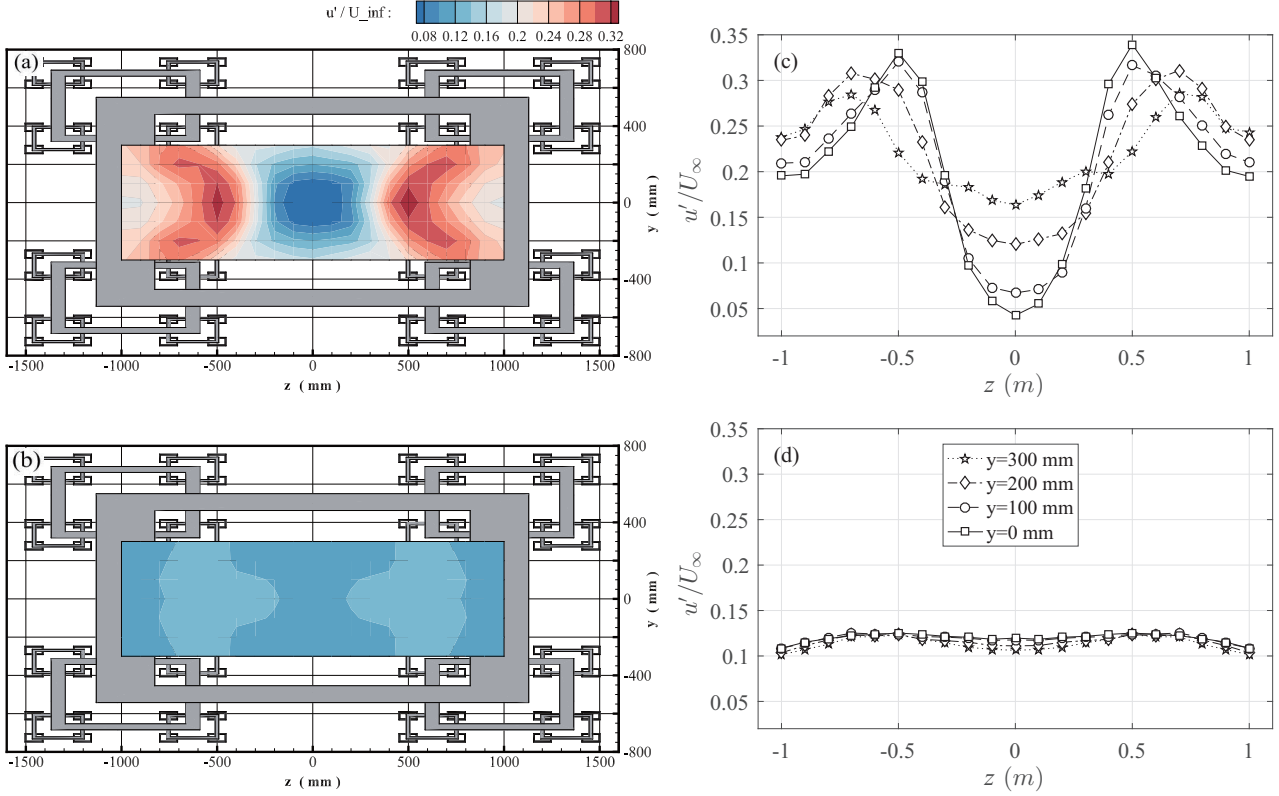 u' / U_inf :
0.08 0.12 0.16 0.2 0.24 0.28 0.32
(a)
800
400
0
-400
-800
y ( mm )
-1500 -1000 -500 0 500 1000 1500
z ( mm )
(b)
800
400
0
-400
-800
y ( mm )
-1500 -1000 -500 0 500 1000 1500
z ( mm )
(c)
0.35
0.3
0.25
0.2
0.15
0.1
0.05
u'/U∞
-1 -0.5 0 0.5 1
z (m)
(d)
0.35
0.3
0.25
0.2
0.15
0.1
0.05
u'/U∞
y=300 mm
y=200 mm
y=100 mm
y=0 mm
-1 -0.5 0 0.5 1
z (m)